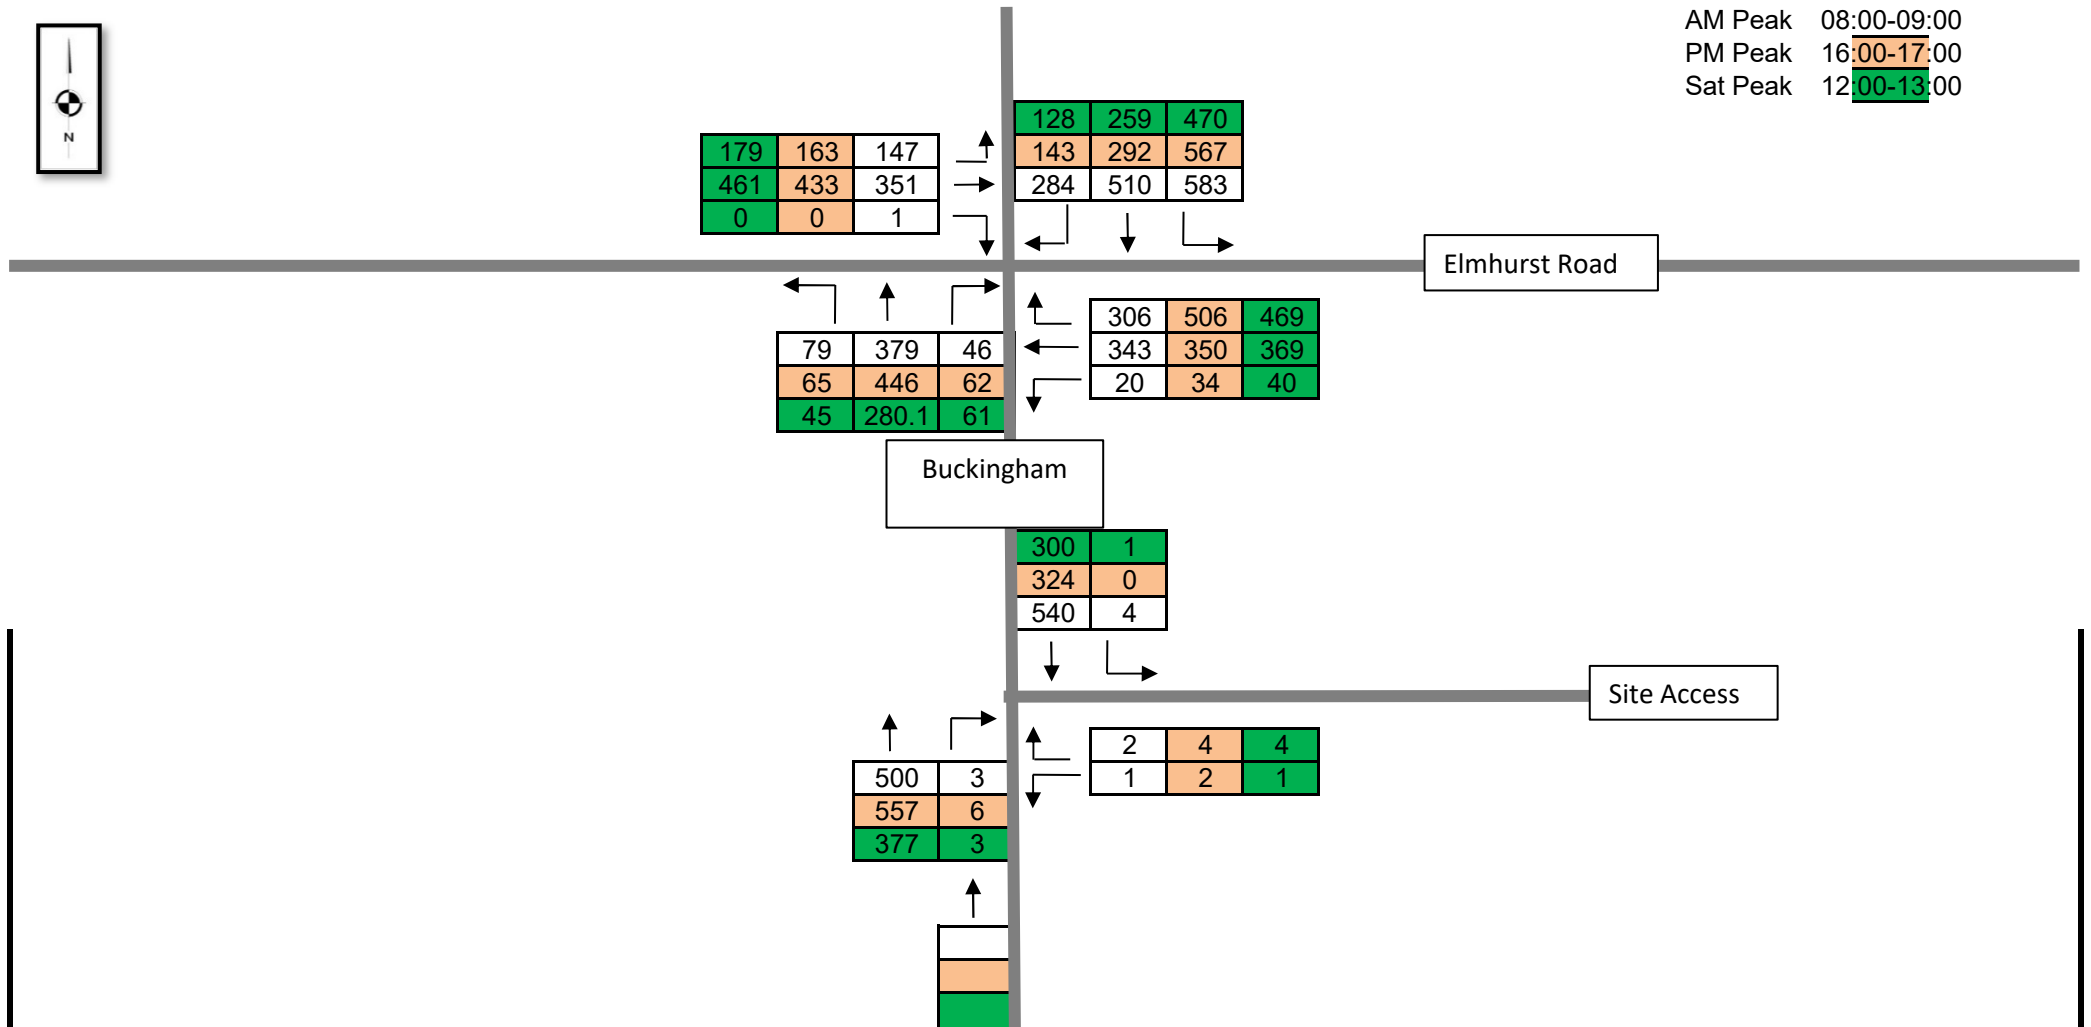 AM Peak 08:00-09:00
PM Peak 16:00-17:00
Sat Peak 12:00-13:00
N
128 259 470
143 292 567
284 510 583
179 163 147
461 433 351
0 0 1
Elmhurst Road
306 506 469
343 350 369
20 34 40
79 379 46
65 446 62
45 280.1 61
Buckingham
300 1
324 0
540 4
Site Access
2 4 4
1 2 1
500 3
557 6
377 3